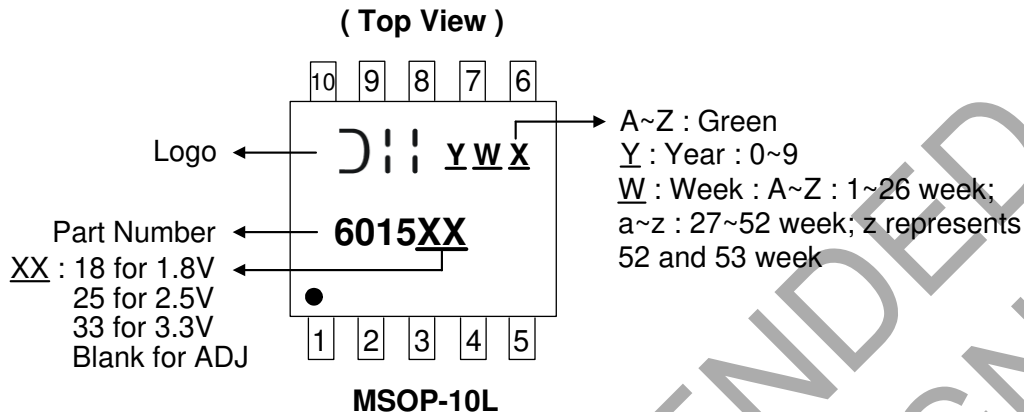 ( Top View )
10 9 8 7 6
Logo
Y W X
A~Z : Green
Y : Year : 0~9
W : Week : A~Z : 1~26 week;
a~z : 27~52 week; z represents
52 and 53 week
Part Number
6015XX
XX : 18 for 1.8V
25 for 2.5V
33 for 3.3V
Blank for ADJ
1 2 3 4 5
MSOP-10L